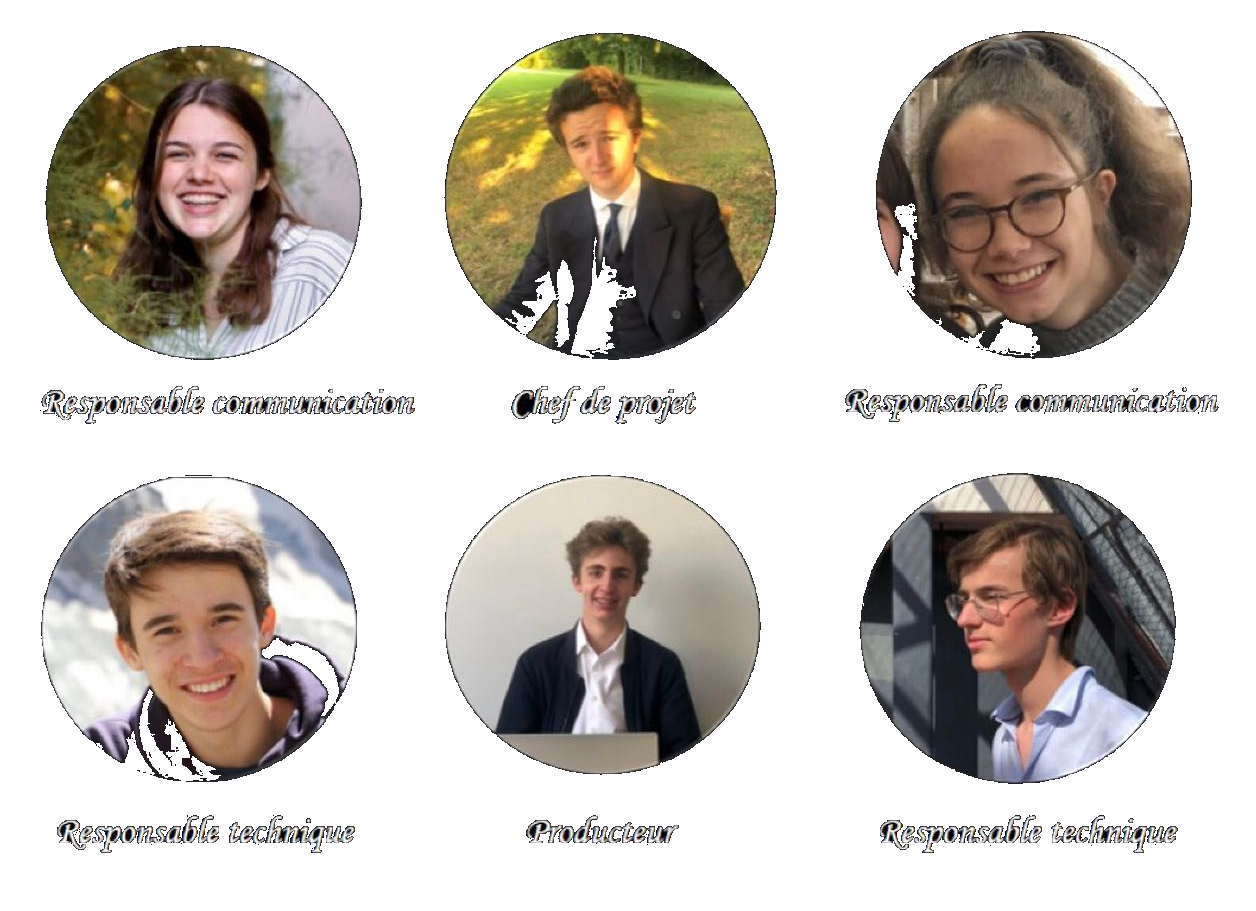 Responsable communication
Chef de projet
Responsable communication
Responsable technique
Producteur
Responsable technique